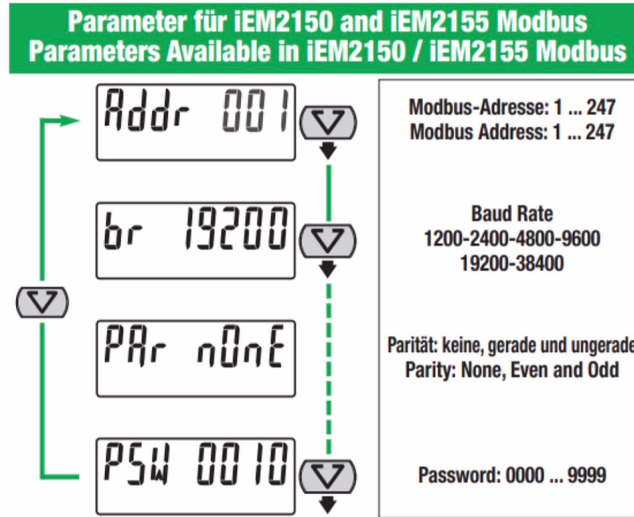 Parameter für iEM2150 and iEM2155 Modbus
Parameters Available in iEM2150 / iEM2155 Modbus
Addr 001
Modbus-Adresse: 1 ... 247
Modbus Address: 1 ... 247
br 19200
Baud Rate
1200-2400-4800-9600
19200-38400
PAr nOnE
Parität: keine, gerade und ungerade
Parity: None, Even and Odd
PSW 0010
Password: 0000 ... 9999